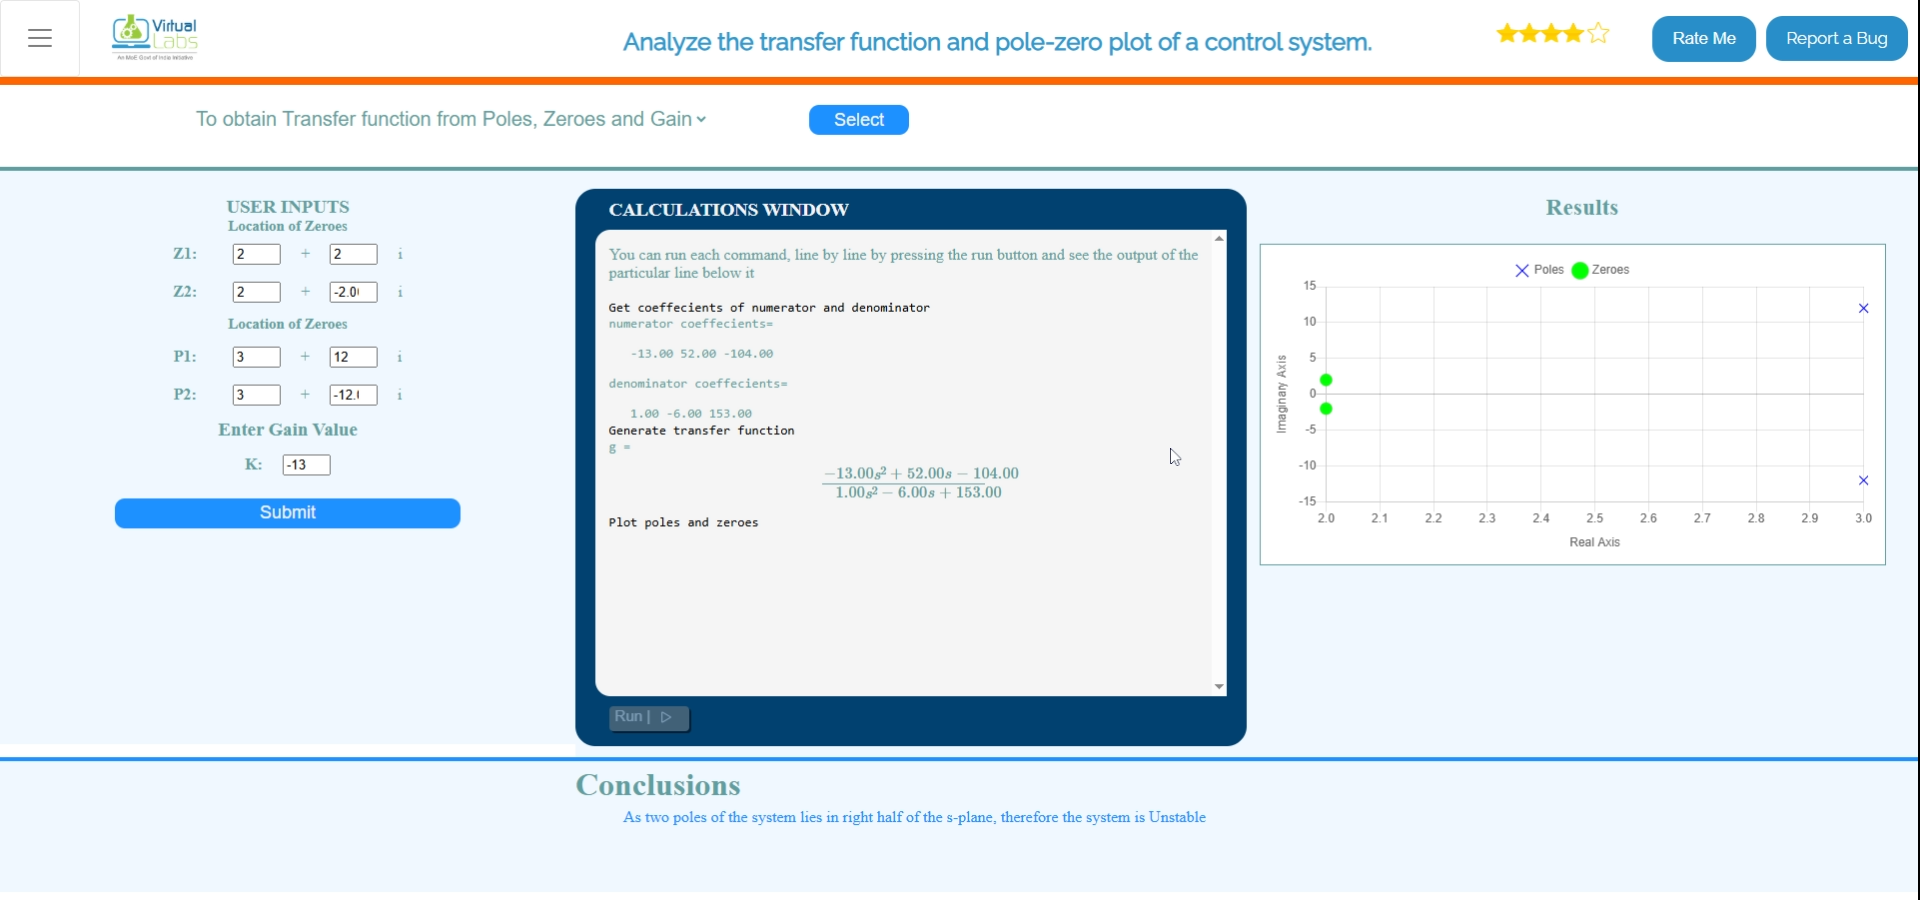 Virtual
Labs
An MoE Govt of India Initiative
Analyze the transfer function and pole-zero plot of a control system.
Rate Me
Report a Bug
To obtain Transfer function from Poles, Zeroes and Gain
Select
USER INPUTS
Location of Zeroes
Z1: 2 + 2 i
Z2: 2 + -2.0 i
Location of Zeroes
P1: 3 + 12 i
P2: 3 + -12. i
Enter Gain Value
K: -13
Submit
CALCULATIONS WINDOW
You can run each command, line by line by pressing the run button and see the output of the
particular line below it
Get coeffecients of numerator and denominator
numerator coeffecients=
-13.00 52.00 -104.00
denominator coeffecients=
1.00 -6.00 153.00
Generate transfer function
g =
−13.00s² + 52.00s − 104.00
1.00s² − 6.00s + 153.00
Plot poles and zeroes
Run |
Results
Poles Zeroes
15
10
5
0
-5
-10
-15
Imaginary Axis
2.0 2.1 2.2 2.3 2.4 2.5 2.6 2.7 2.8 2.9 3.0
Real Axis
Conclusions
As two poles of the system lies in right half of the s-plane, therefore the system is Unstable